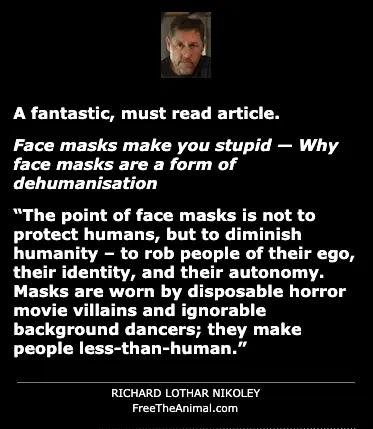 A fantastic, must read article.
Face masks make you stupid — Why
face masks are a form of
dehumanisation
“The point of face masks is not to
protect humans, but to diminish
humanity – to rob people of their ego,
their identity, and their autonomy.
Masks are worn by disposable horror
movie villains and ignorable
background dancers; they make
people less-than-human.”
RICHARD LOTHAR NIKOLEY
FreeTheAnimal.com